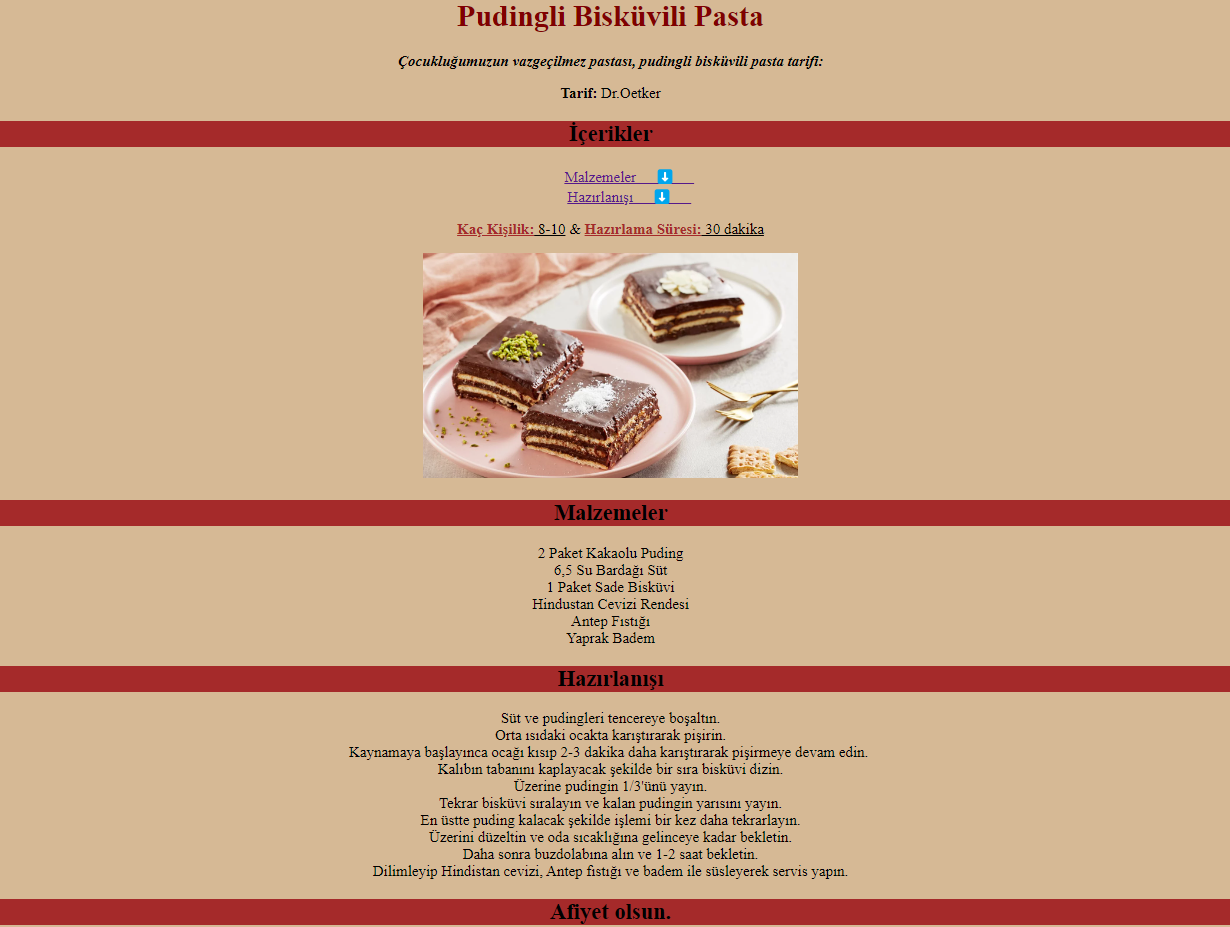 Pudingli Bisküvili Pasta
Çocukluğumuzun vazgeçilmez pastası, pudingli bisküvili pasta tarifi:
Tarif: Dr.Oetker
İçerikler
Malzemeler ⬇️
Hazırlanışı ⬇️
Kaç Kişilik: 8-10 & Hazırlama Süresi: 30 dakika
Malzemeler
2 Paket Kakaolu Puding
6,5 Su Bardağı Süt
1 Paket Sade Bisküvi
Hindustan Cevizi Rendesi
Antep Fıstığı
Yaprak Badem
Hazırlanışı
Süt ve pudingleri tencereye boşaltın.
Orta ısıdaki ocakta karıştırarak pişirin.
Kaynamaya başlayınca ocağı kısıp 2-3 dakika daha karıştırarak pişirmeye devam edin.
Kalıbın tabanını kaplayacak şekilde bir sıra bisküvi dizin.
Üzerine pudingin 1/3'ünü yayın.
Tekrar bisküvi sıralayın ve kalan pudingin yarısını yayın.
En üstte puding kalacak şekilde işlemi bir kez daha tekrarlayın.
Üzerini düzeltin ve oda sıcaklığına gelinceye kadar bekletin.
Daha sonra buzdolabına alın ve 1-2 saat bekletin.
Dilimleyip Hindistan cevizi, Antep fıstığı ve badem ile süsleyerek servis yapın.
Afiyet olsun.